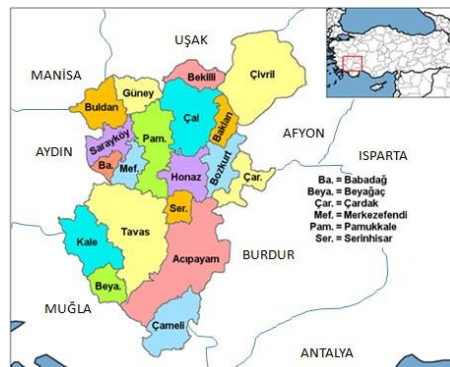 UŞAK
MANİSA
Bekilli
Çivril
Güney
Buldan
Çal
Baklan
Pam.
Sarayköy
AFYON
AYDIN
Ba.
Mef.
Honaz
Bozkurt
Çar.
ISPARTA
Ba. = Babadağ
Beya. = Beyağaç
Çar. = Çardak
Mef. = Merkezefendi
Pam. = Pamukkale
Ser. = Serinhisar
Ser.
Tavas
Kale
Acıpayam
BURDUR
Beya.
MUĞLA
Çameli
ANTALYA